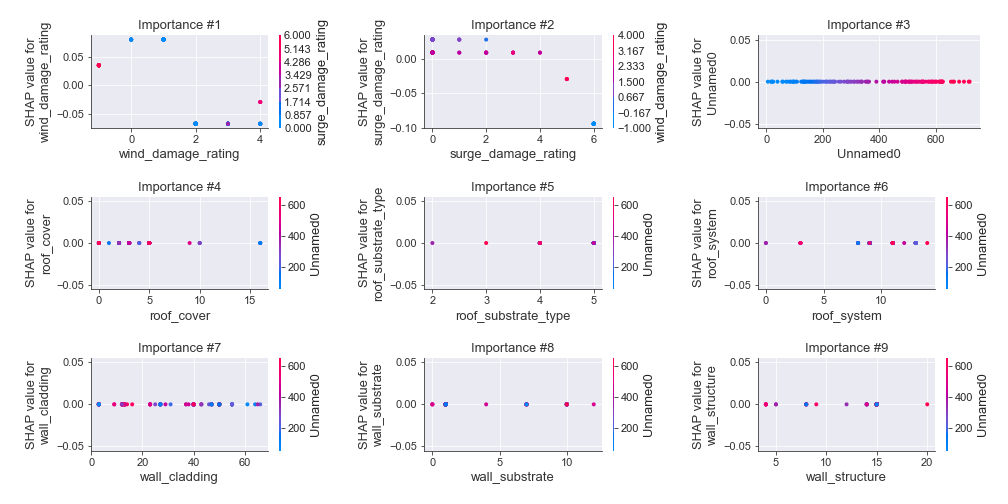 Importance #1
SHAP value for
wind_damage_rating
0.05
0.00
−0.05
0
2
4
wind_damage_rating
6.000
5.143
4.286
3.429
2.571
1.714
0.857
0.000
surge_damage_rating
Importance #2
SHAP value for
surge_damage_rating
0.00
−0.05
−0.10
0
2
4
6
surge_damage_rating
4.000
3.167
2.333
1.500
0.667
−0.167
−1.000
wind_damage_rating
Importance #3
SHAP value for
Unnamed0
0.05
0.00
−0.05
0
200
400
600
Unnamed0
Importance #4
SHAP value for
roof_cover
0.05
0.00
−0.05
0
5
10
15
roof_cover
600
400
200
Unnamed0
Importance #5
SHAP value for
roof_substrate_type
0.05
0.00
−0.05
2
3
4
5
roof_substrate_type
600
400
200
Unnamed0
Importance #6
SHAP value for
roof_system
0.05
0.00
−0.05
0
5
10
roof_system
600
400
200
Unnamed0
Importance #7
SHAP value for
wall_cladding
0.05
0.00
−0.05
0
20
40
60
wall_cladding
600
400
200
Unnamed0
Importance #8
SHAP value for
wall_substrate
0.05
0.00
−0.05
0
5
10
wall_substrate
600
400
200
Unnamed0
Importance #9
SHAP value for
wall_structure
0.05
0.00
−0.05
5
10
15
20
wall_structure
600
400
200
Unnamed0